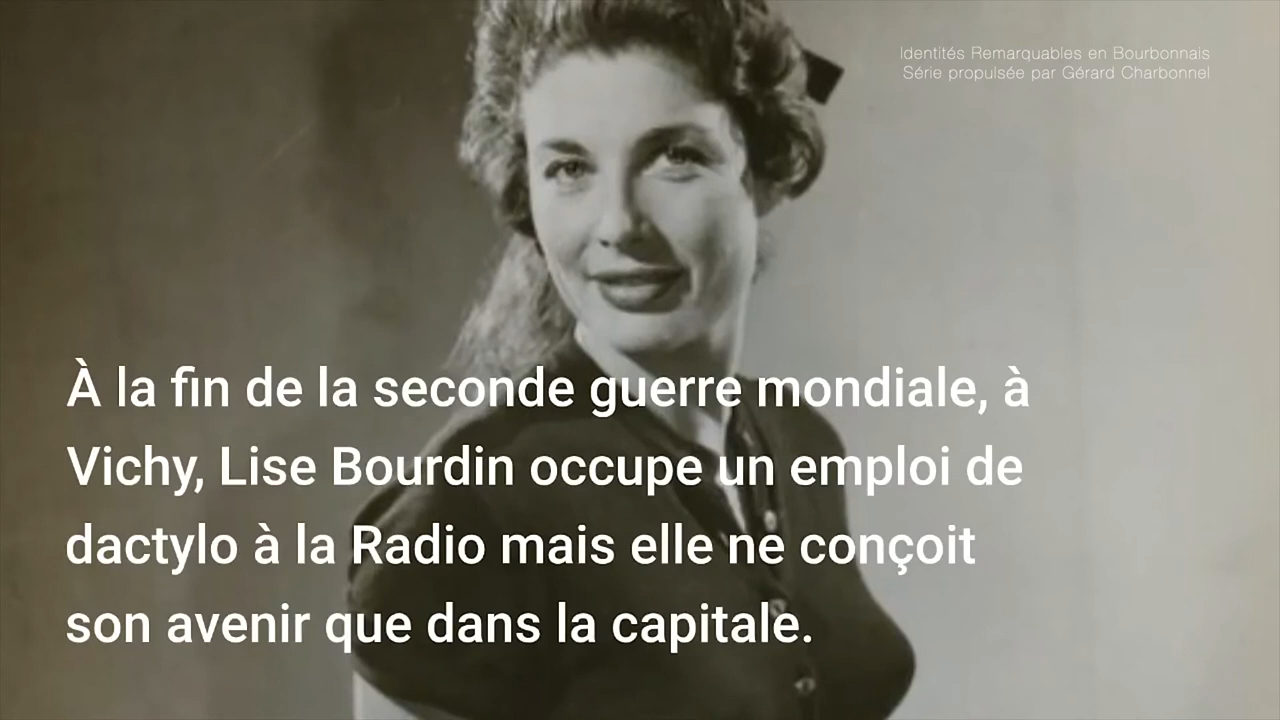 Identités Remarquables en Bourbonnais
Série propulsée par Gérard Charbonnel
À la fin de la seconde guerre mondiale, à
Vichy, Lise Bourdin occupe un emploi de
dactylo à la Radio mais elle ne conçoit
son avenir que dans la capitale.